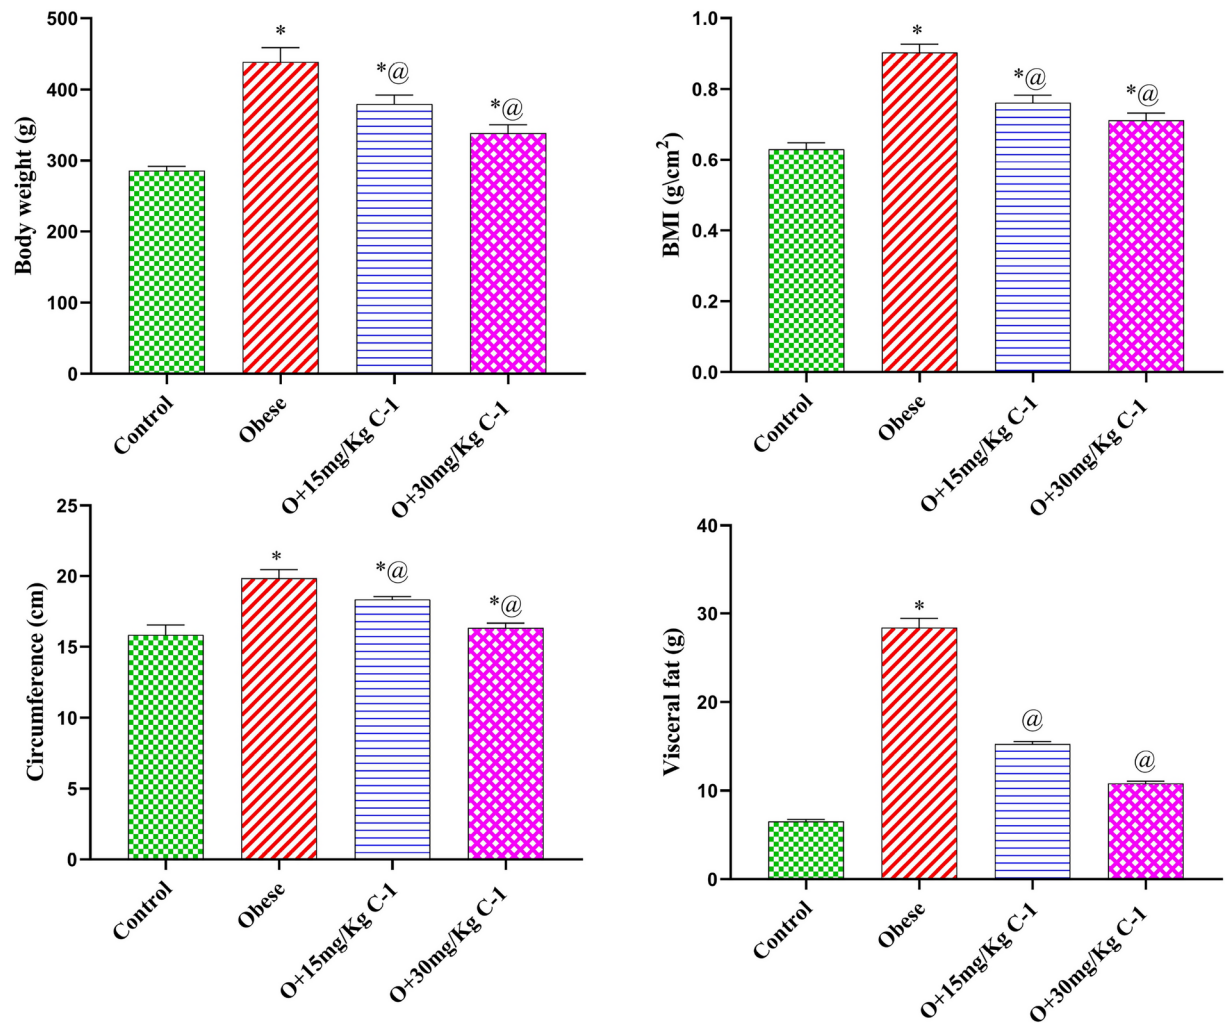 Body weight (g)
500
400
300
200
100
0
*
*@
*@
Control
Obese
O+15mg/Kg C-1
O+30mg/Kg C-1
BMI (g\cm²)
1.0
0.8
0.6
0.4
0.2
0.0
*
*@
*@
Control
Obese
O+15mg/Kg C-1
O+30mg/Kg C-1
Circumference (cm)
25
20
15
10
5
0
*
*@
*@
Control
Obese
O+15mg/Kg C-1
O+30mg/Kg C-1
Visceral fat (g)
40
30
20
10
0
*
@
@
Control
Obese
O+15mg/Kg C-1
O+30mg/Kg C-1